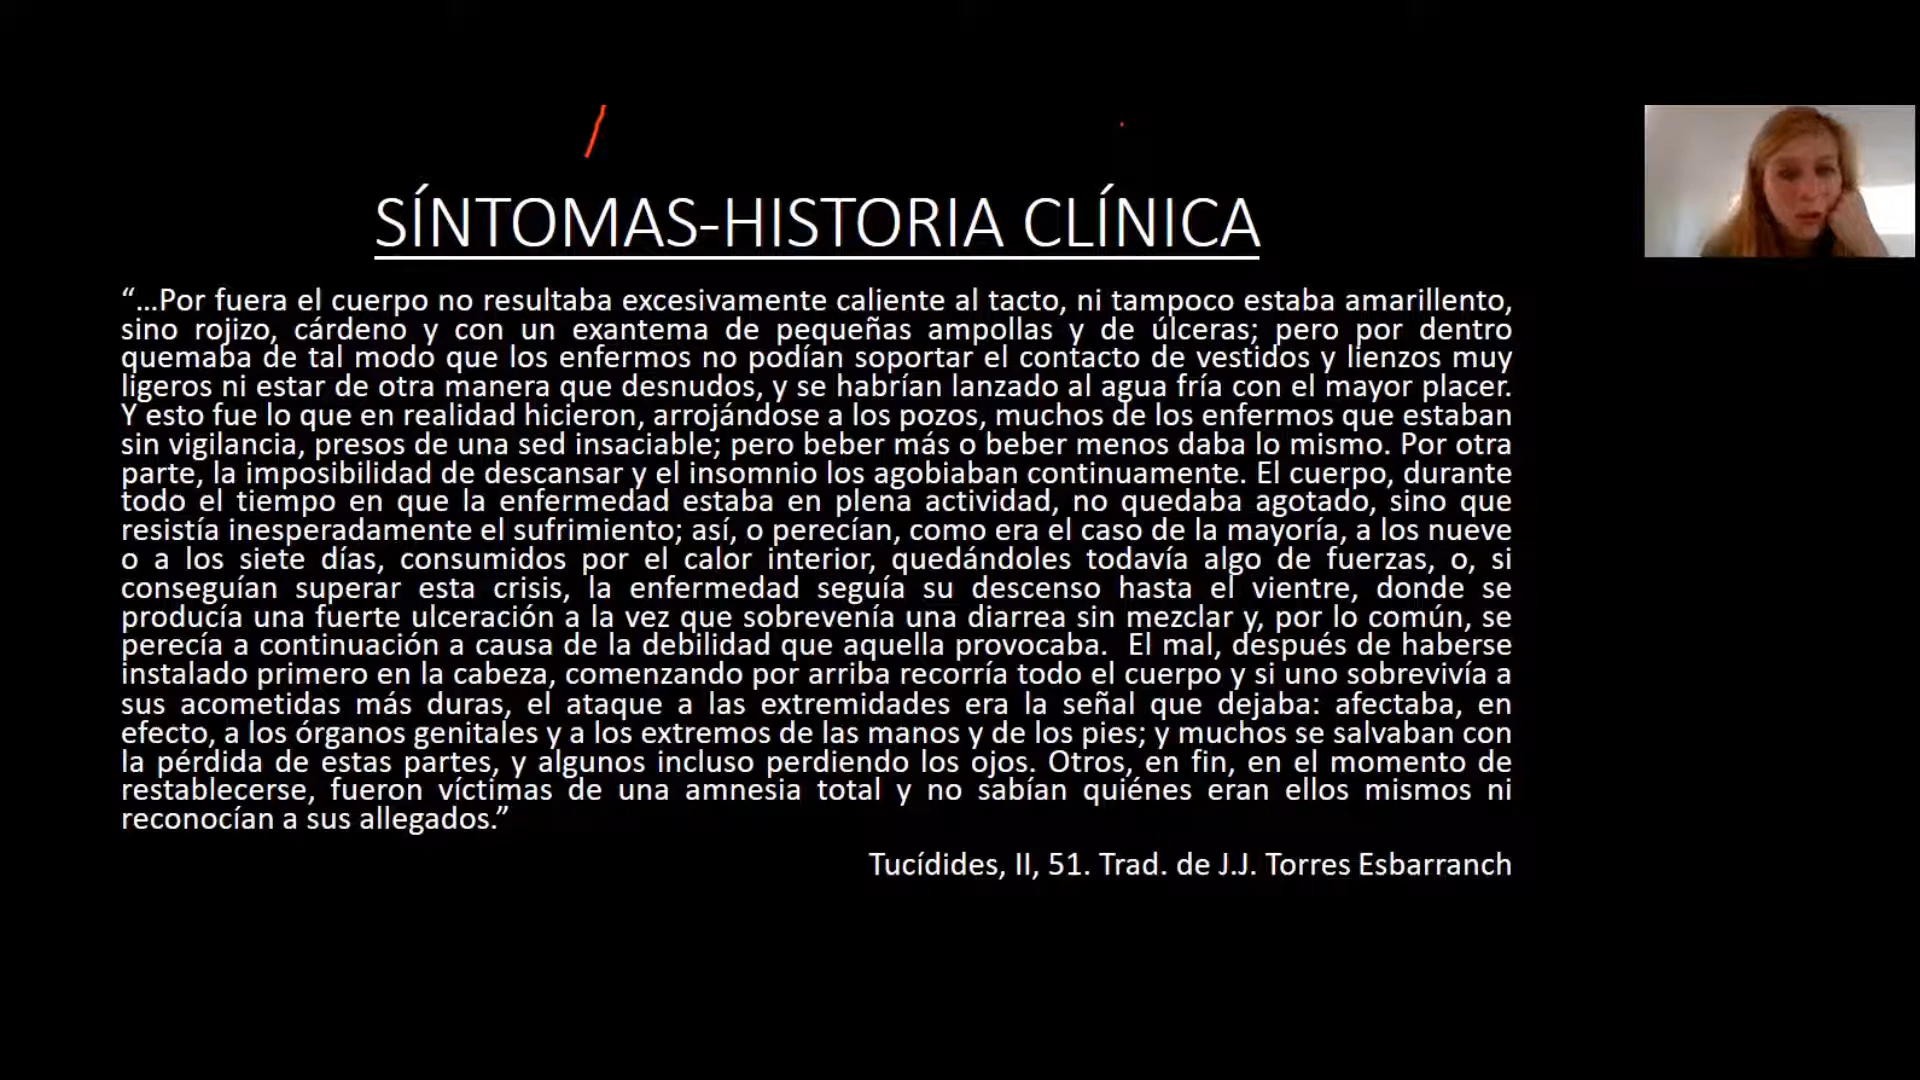 SÍNTOMAS-HISTORIA CLÍNICA
“…Por fuera el cuerpo no resultaba excesivamente caliente al tacto, ni tampoco estaba amarillento,
sino rojizo, cárdeno y con un exantema de pequeñas ampollas y de úlceras; pero por dentro
quemaba de tal modo que los enfermos no podían soportar el contacto de vestidos y lienzos muy
ligeros ni estar de otra manera que desnudos, y se habrían lanzado al agua fría con el mayor placer.
Y esto fue lo que en realidad hicieron, arrojándose a los pozos, muchos de los enfermos que estaban
sin vigilancia, presos de una sed insaciable; pero beber más o beber menos daba lo mismo. Por otra
parte, la imposibilidad de descansar y el insomnio los agobiaban continuamente. El cuerpo, durante
todo el tiempo en que la enfermedad estaba en plena actividad, no quedaba agotado, sino que
resistía inesperadamente el sufrimiento; así, o perecían, como era el caso de la mayoría, a los nueve
o a los siete días, consumidos por el calor interior, quedándoles todavía algo de fuerzas, o, si
conseguían superar esta crisis, la enfermedad seguía su descenso hasta el vientre, donde se
producía una fuerte ulceración a la vez que sobrevenía una diarrea sin mezclar y, por lo común, se
perecía a continuación a causa de la debilidad que aquella provocaba. El mal, después de haberse
instalado primero en la cabeza, comenzando por arriba recorría todo el cuerpo y si uno sobrevivía a
sus acometidas más duras, el ataque a las extremidades era la señal que dejaba: afectaba, en
efecto, a los órganos genitales y a los extremos de las manos y de los pies; y muchos se salvaban con
la pérdida de estas partes, y algunos incluso perdiendo los ojos. Otros, en fin, en el momento de
restablecerse, fueron víctimas de una amnesia total y no sabían quiénes eran ellos mismos ni
reconocían a sus allegados.”
Tucídides, II, 51. Trad. de J.J. Torres Esbarranch